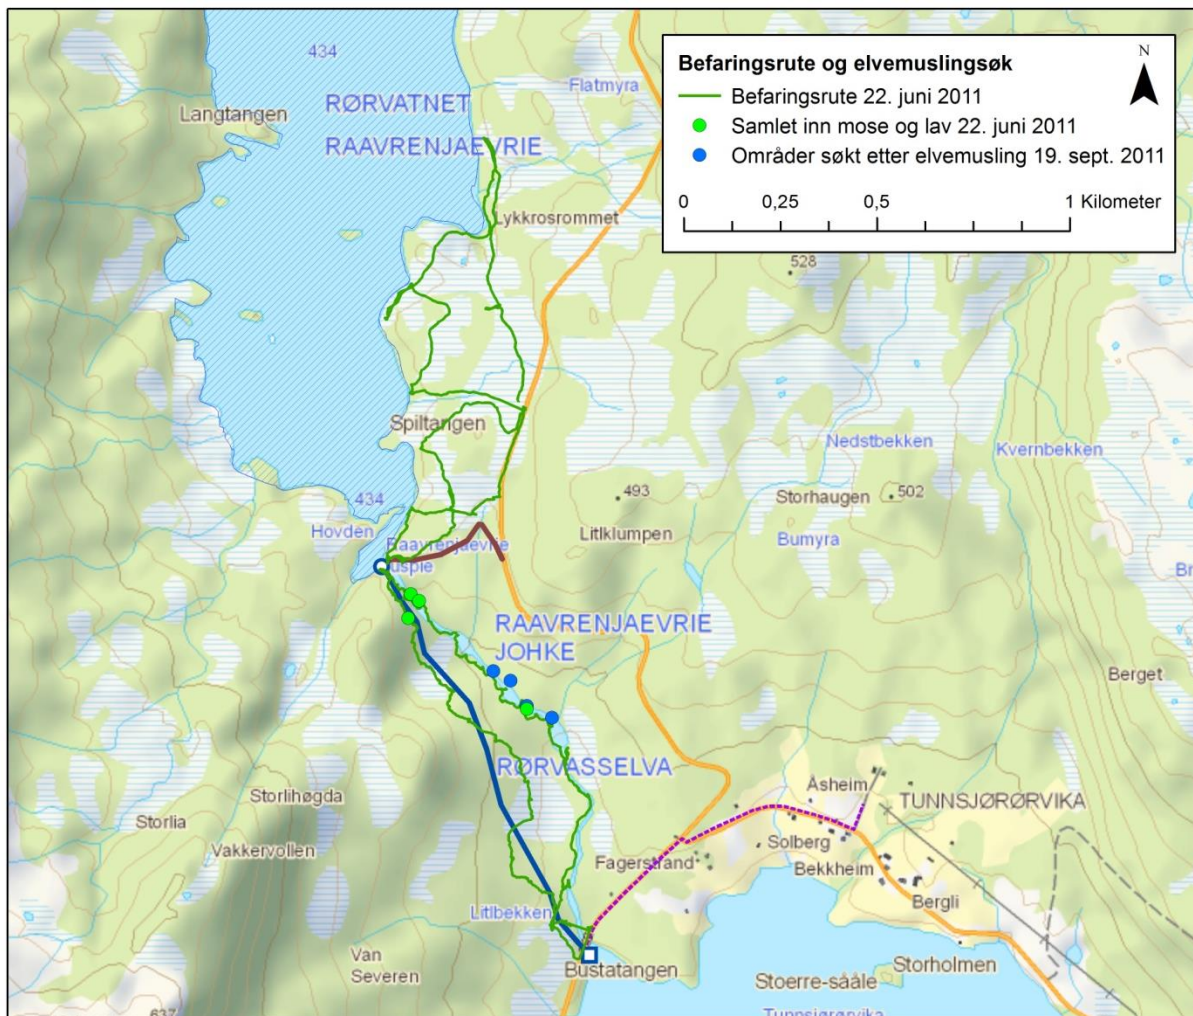 434
Langtangen
RØRVATNET
RAAVRENJAEVRIE
Flatmyra
Lykkrosrommet
Befaringsrute og elvemuslingsøk
N
Befaringsrute 22. juni 2011
Samlet inn mose og lav 22. juni 2011
Områder søkt etter elvemusling 19. sept. 2011
0 0,25 0,5 1 Kilometer
528
Spiltangen
Nedstbekken
Kvernbekken
434
493
Storhaugen
502
Hovden
Litlklumpen
Bumyra
Raavrenjaevrie
RAAVRENJAEVRIE
JOHKE
Berget
RØRVASSELVA
Storlihøgda
Storlia
Vakkervollen
Åsheim
TUNNSJØRØRVIKA
Solberg
Fagerstrand
Bekkheim
Bergli
Litlbekken
Van
Severen
Bustatangen
Storholmen
Stoerre-sååle
Tunnsjørørvika
637